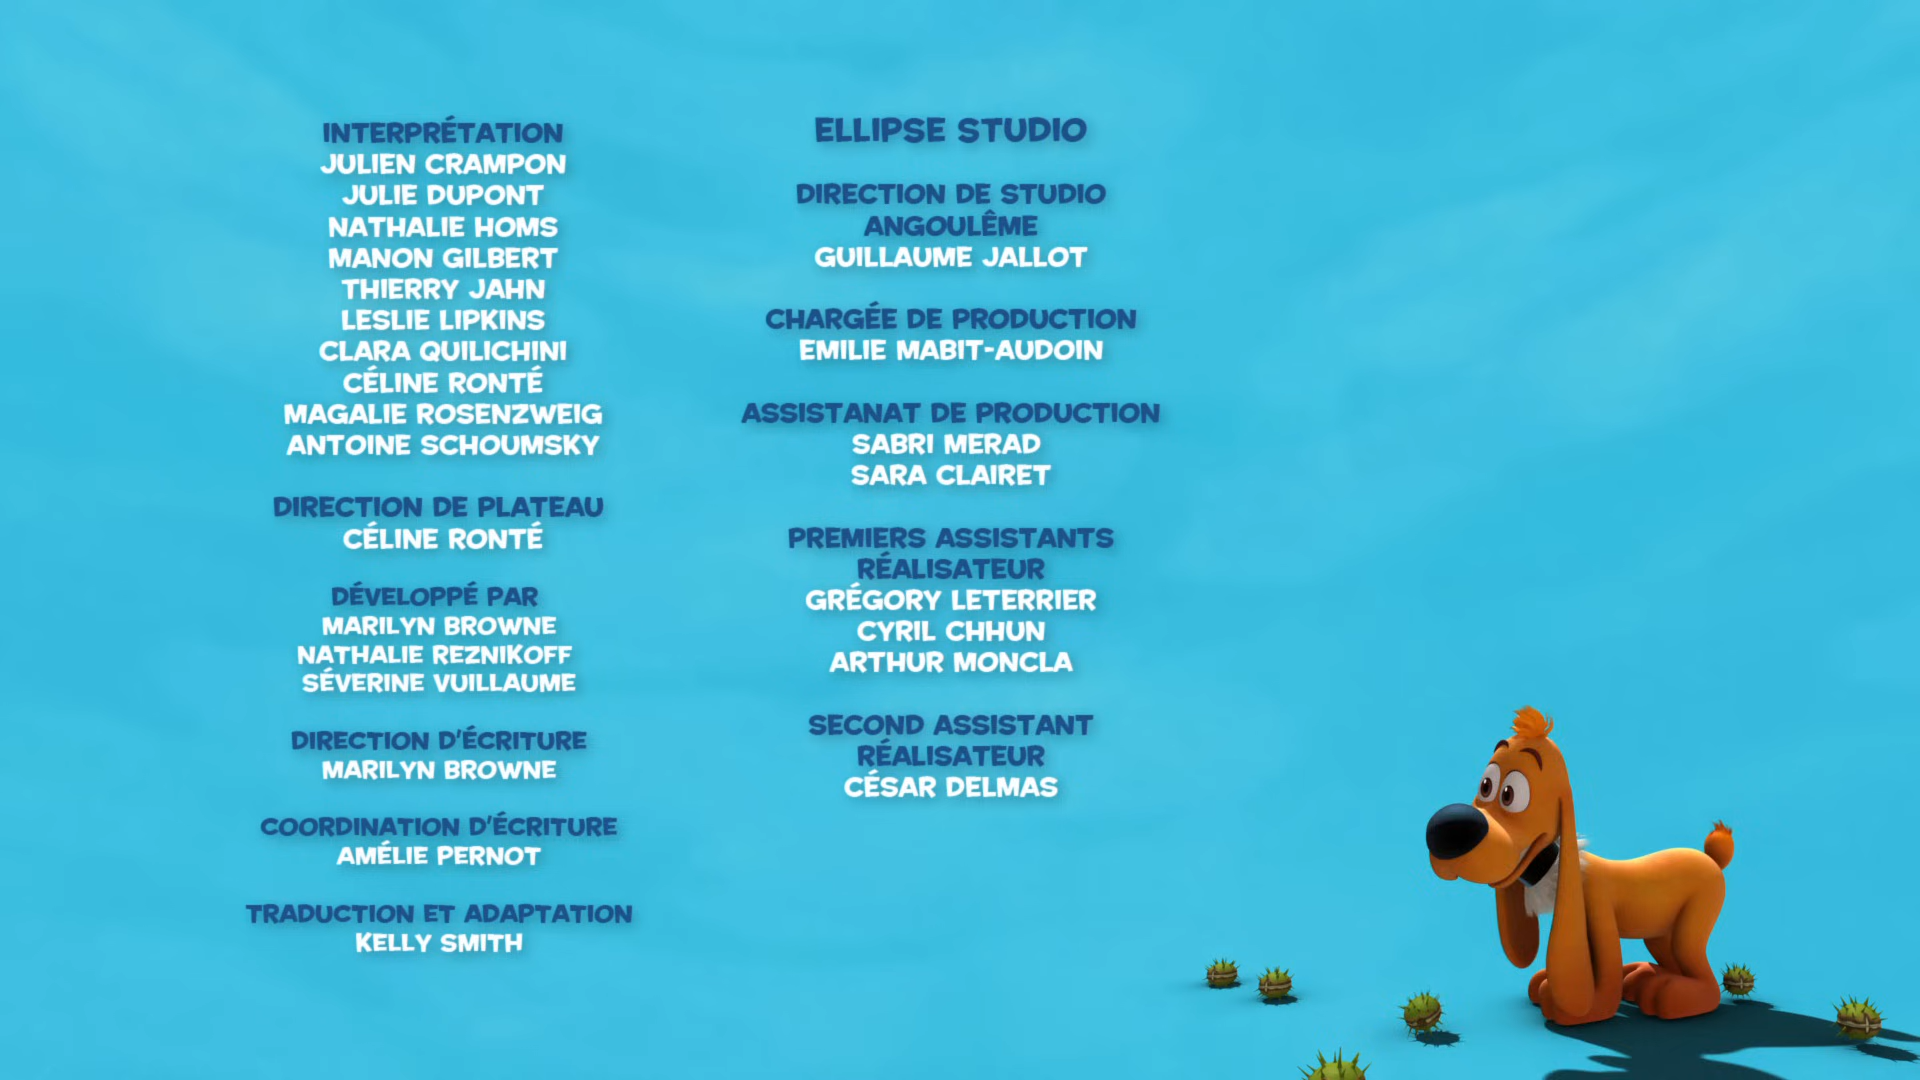 INTERPRÉTATION
JULIEN CRAMPON
JULIE DUPONT
NATHALIE HOMS
MANON GILBERT
THIERRY JAHN
LESLIE LIPKINS
CLARA QUILICHINI
CÉLINE RONTÉ
MAGALIE ROSENZWEIG
ANTOINE SCHOUMSKY
DIRECTION DE PLATEAU
CÉLINE RONTÉ
DÉVELOPPÉ PAR
MARILYN BROWNE
NATHALIE REZNIKOFF
SÉVERINE VUILLAUME
DIRECTION D'ÉCRITURE
MARILYN BROWNE
COORDINATION D'ÉCRITURE
AMÉLIE PERNOT
TRADUCTION ET ADAPTATION
KELLY SMITH
ELLIPSE STUDIO
DIRECTION DE STUDIO
ANGOULÊME
GUILLAUME JALLOT
CHARGÉE DE PRODUCTION
EMILIE MABIT-AUDOIN
ASSISTANAT DE PRODUCTION
SABRI MERAD
SARA CLAIRET
PREMIERS ASSISTANTS
RÉALISATEUR
GRÉGORY LETERRIER
CYRIL CHHUN
ARTHUR MONCLA
SECOND ASSISTANT
RÉALISATEUR
CÉSAR DELMAS